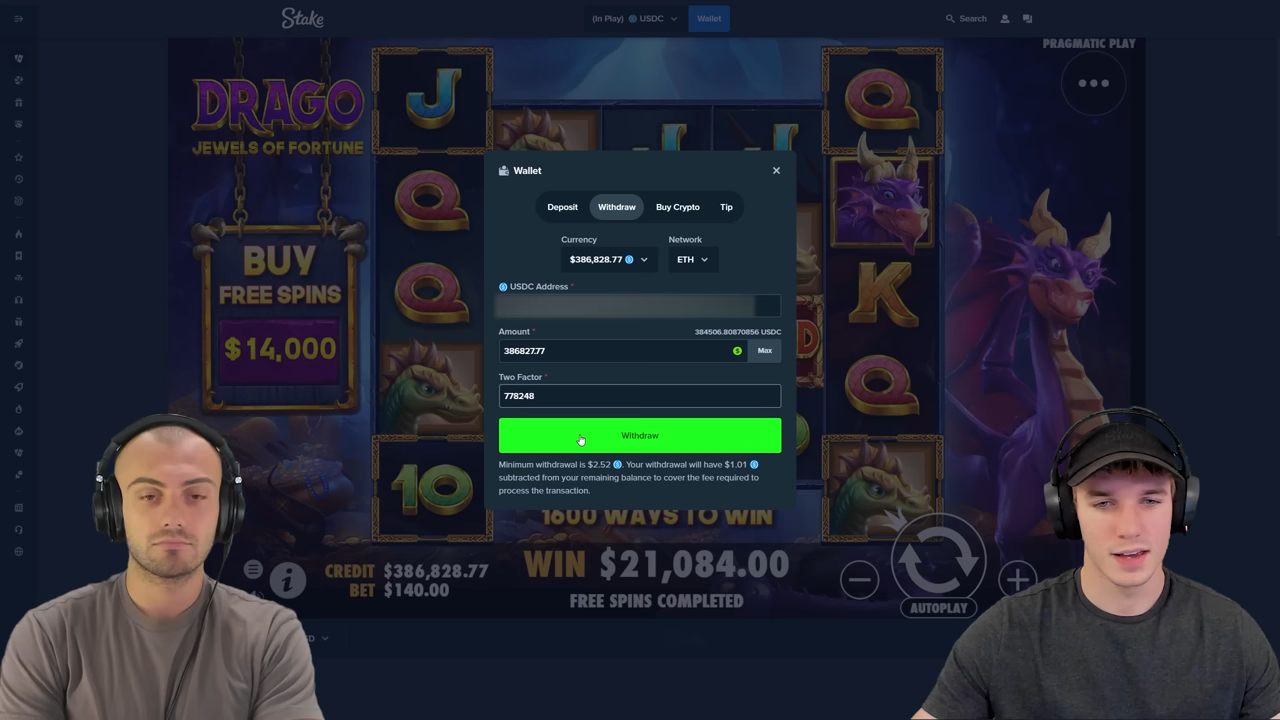 Stake
(In Play) USDC
Wallet
Search
PRAGMATIC PLAY
DRAGO
JEWELS OF FORTUNE
BUY
FREE SPINS
$14,000
J
Q
Q
10
J
J
Q
K
Q
Wallet
Deposit
Withdraw
Buy Crypto
Tip
Currency
Network
$386,828.77
ETH
USDC Address *
Amount *
384506.80870856 USDC
386827.77
Max
Two Factor *
778248
Withdraw
Minimum withdrawal is $2.52 . Your withdrawal will have $1.01
subtracted from your remaining balance to cover the fee required to
process the transaction.
1600 WAYS TO WIN
CREDIT $386,828.77
BET $140.00
WIN $21,084.00
FREE SPINS COMPLETED
AUTOPLAY